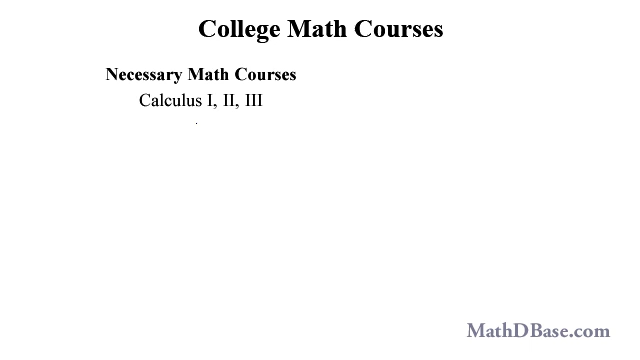 College Math Courses
Necessary Math Courses
Calculus I, II, III
MathDBase.com